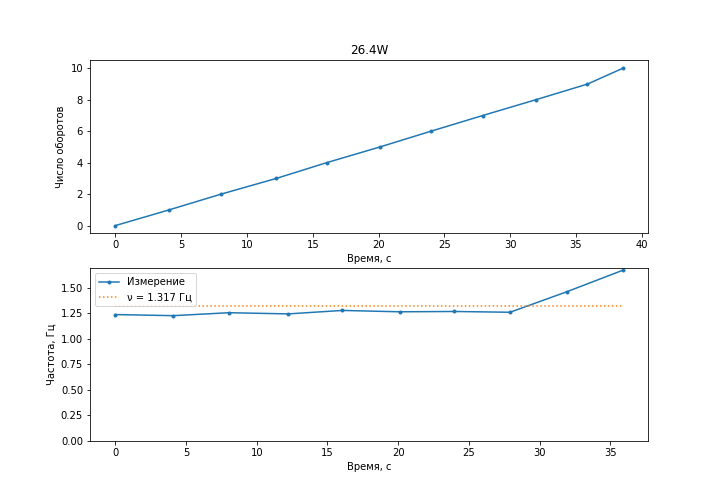 26.4W
Число оборотов
10
8
6
4
2
0
0 5 10 15 20 25 30 35 40
Время, с
Частота, Гц
1.50
1.25
1.00
0.75
0.50
0.25
0.00
Измерение
ν = 1.317 Гц
0 5 10 15 20 25 30 35
Время, с